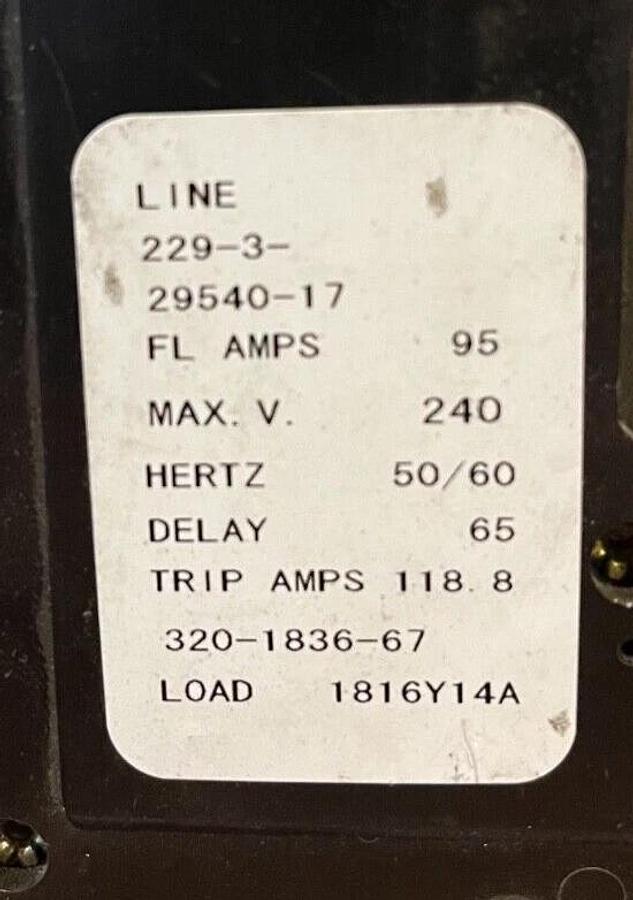 LINE
229-3-
29540-17
FL AMPS 95
MAX. V. 240
HERTZ 50/60
DELAY 65
TRIP AMPS 118.8
320-1836-67
LOAD 1816Y14A